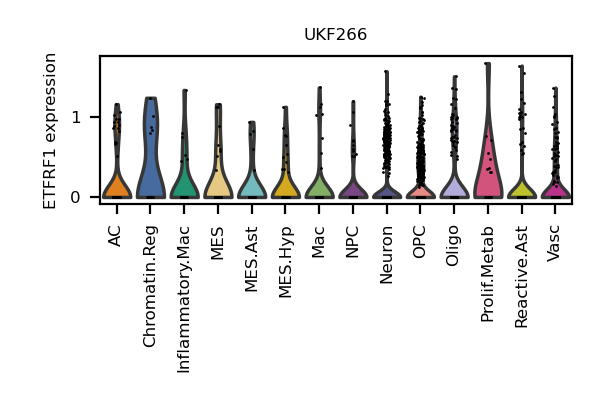 UKF266
ETFRF1 expression
1
0
AC
Chromatin.Reg
Inflammatory.Mac
MES
MES.Ast
MES.Hyp
Mac
NPC
Neuron
OPC
Oligo
Prolif.Metab
Reactive.Ast
Vasc